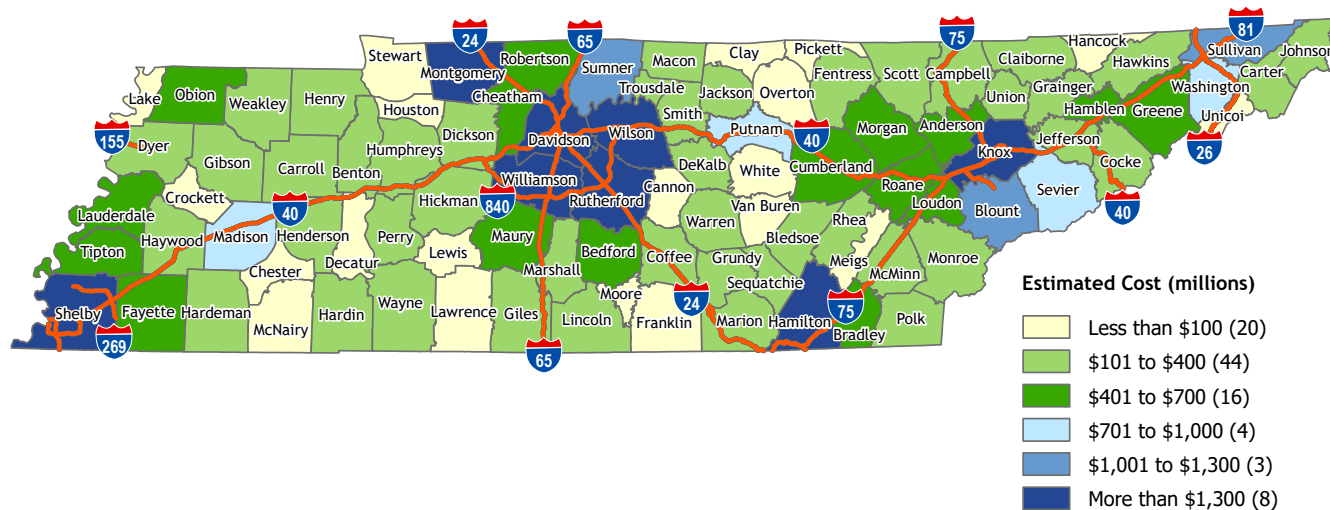 24
65
75
81
Stewart
Montgomery
Robertson
Sumner
Macon
Clay
Pickett
Fentress
Scott
Campbell
Claiborne
Hancock
Hawkins
Sullivan
Johnson
Carter
Lake
Obion
Weakley
Henry
Houston
Cheatham
Trousdale
Smith
Jackson
Overton
Union
Grainger
Hamblen
Greene
Washington
Unicoi
155
Dyer
Gibson
Carroll
Benton
Humphreys
Dickson
Davidson
Wilson
Putnam
40
Morgan
Anderson
Knox
Jefferson
Cocke
26
Crockett
Lauderdale
Haywood
Madison
40
Henderson
Decatur
Perry
Hickman
840
Williamson
Rutherford
Cannon
DeKalb
White
Cumberland
Roane
Loudon
Blount
Sevier
40
Tipton
Chester
Lewis
Maury
Bedford
Coffee
Warren
Van Buren
Bledsoe
Rhea
Meigs
McMinn
Monroe
Shelby
Fayette
Hardeman
McNairy
Hardin
Wayne
Lawrence
Giles
Marshall
Lincoln
Moore
Franklin
Grundy
Sequatchie
Marion
Hamilton
Bradley
Polk
269
65
24
75
Estimated Cost (millions)
Less than $100 (20)
$101 to $400 (44)
$401 to $700 (16)
$701 to $1,000 (4)
$1,001 to $1,300 (3)
More than $1,300 (8)